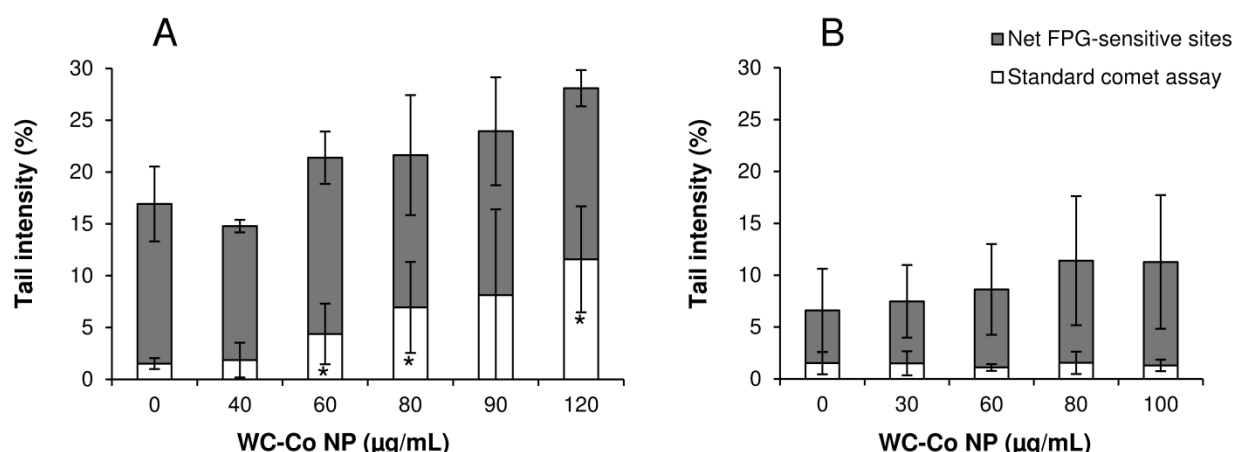 A
Tail intensity (%)
30
25
20
15
10
5
0
* * *
0 40 60 80 90 120
WC-Co NP (µg/mL)
B
Net FPG-sensitive sites
Standard comet assay
Tail intensity (%)
30
25
20
15
10
5
0
0 30 60 80 100
WC-Co NP (µg/mL)